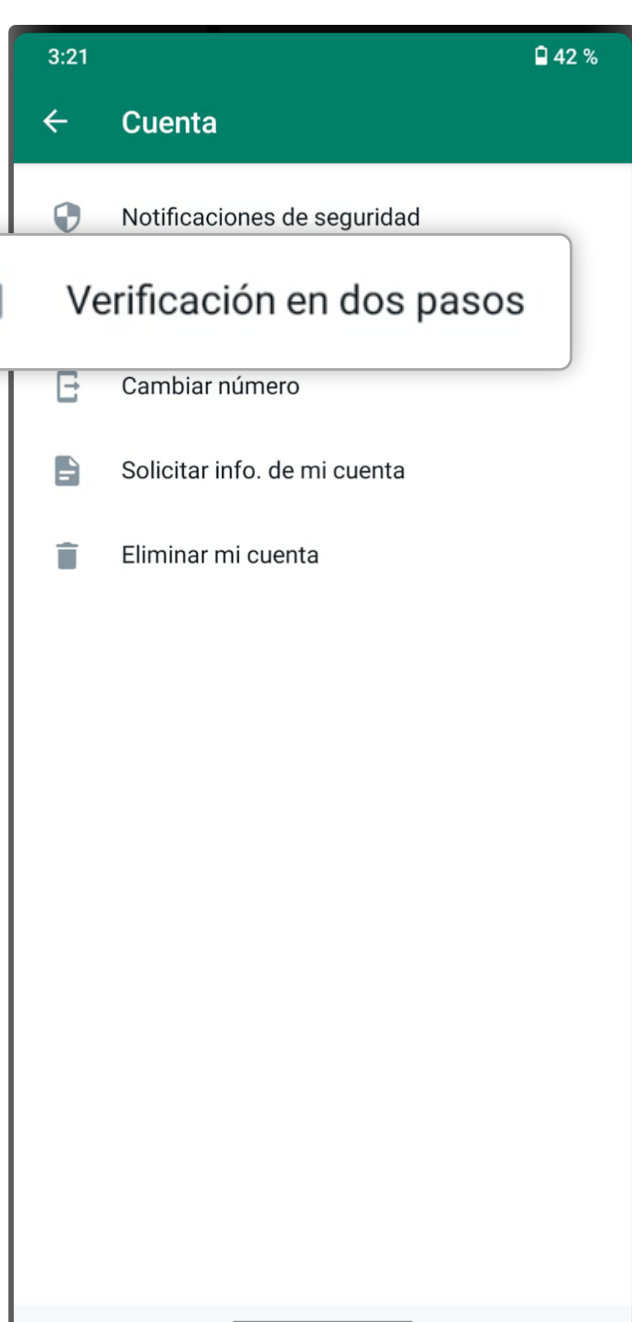 3:21
42 %
Cuenta
Notificaciones de seguridad
Verificación en dos pasos
Cambiar número
Solicitar info. de mi cuenta
Eliminar mi cuenta